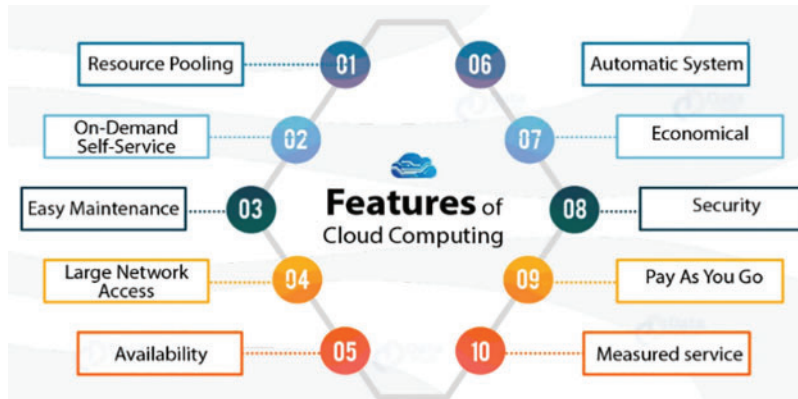 Resource Pooling
01
On-Demand
Self-Service
02
Easy Maintenance
03
Large Network
Access
04
Availability
05
Features of
Cloud Computing
06
Automatic System
07
Economical
08
Security
09
Pay As You Go
10
Measured service